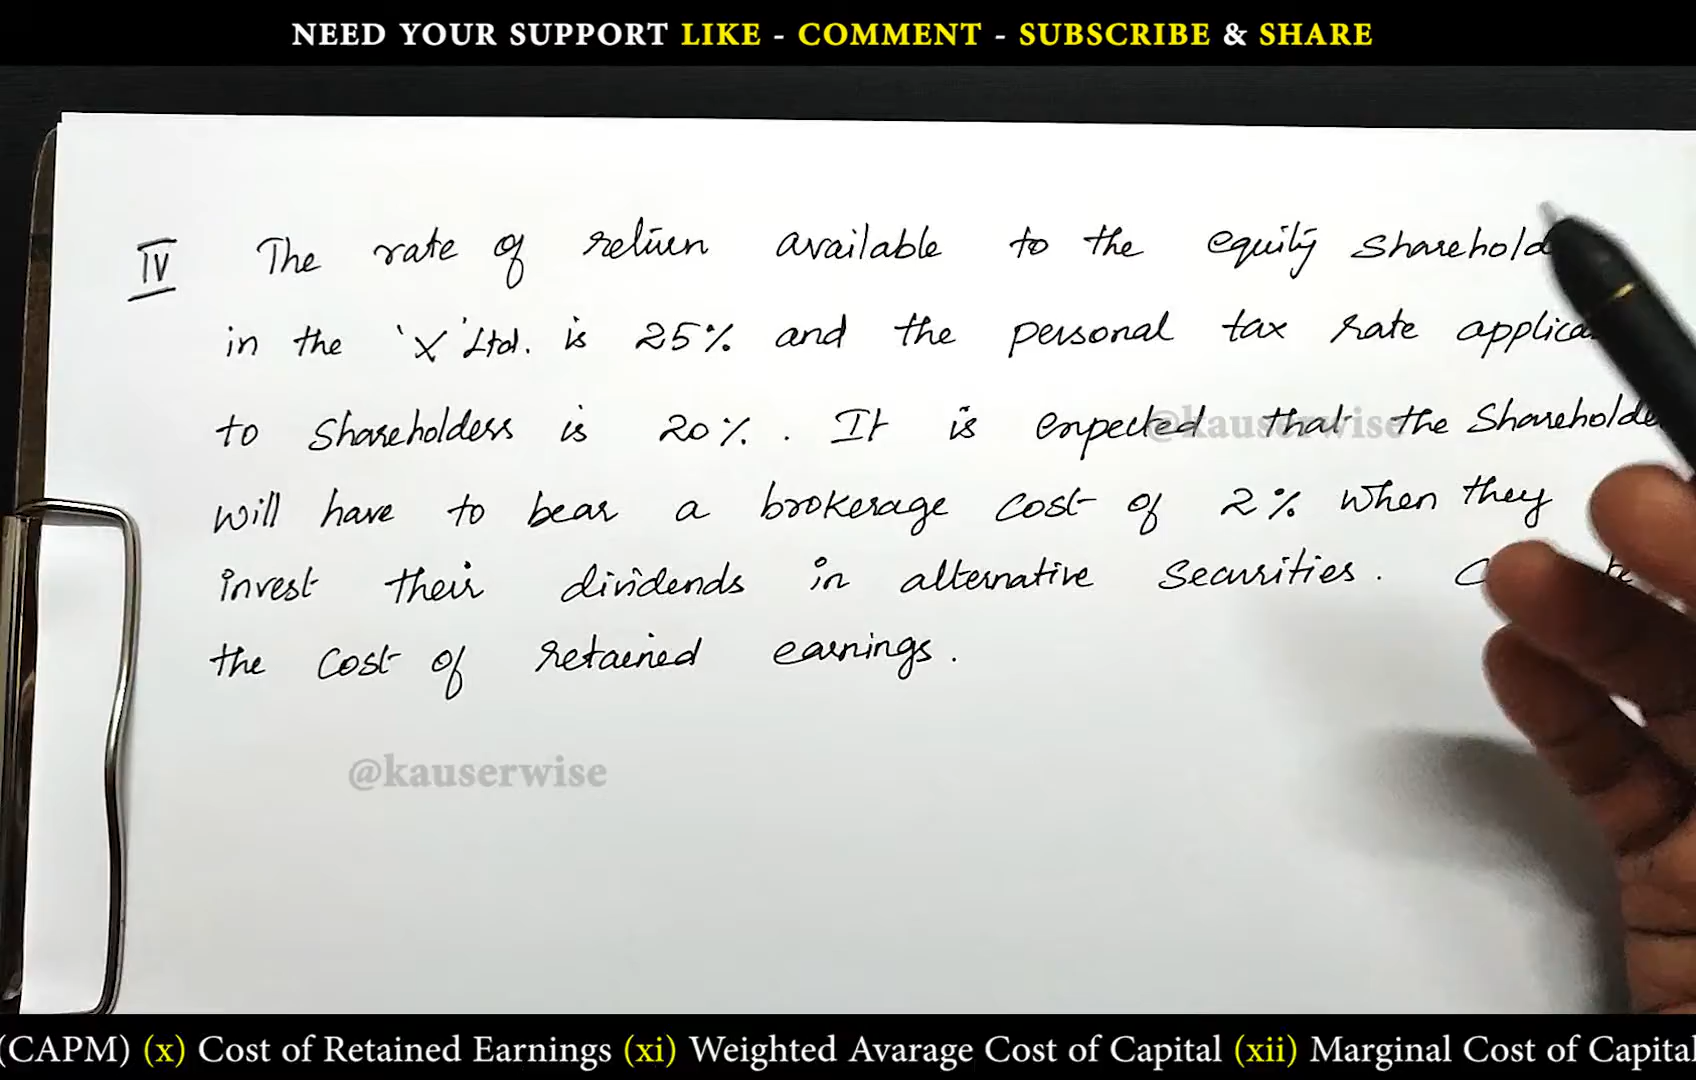 NEED YOUR SUPPORT LIKE - COMMENT - SUBSCRIBE & SHARE
IV The rate of return available to the equity Sharehold
in the 'X' Ltd. is 25% and the personal tax rate applica
to Shareholders is 20%. It is expected that the Sharehold
will have to bear a brokerage cost of 2% when they
invest their dividends in alternative securities.
the cost of retained earnings.
@kauserwise
@kauserwise
(CAPM) (x) Cost of Retained Earnings (xi) Weighted Avarage Cost of Capital (xii) Marginal Cost of Capital